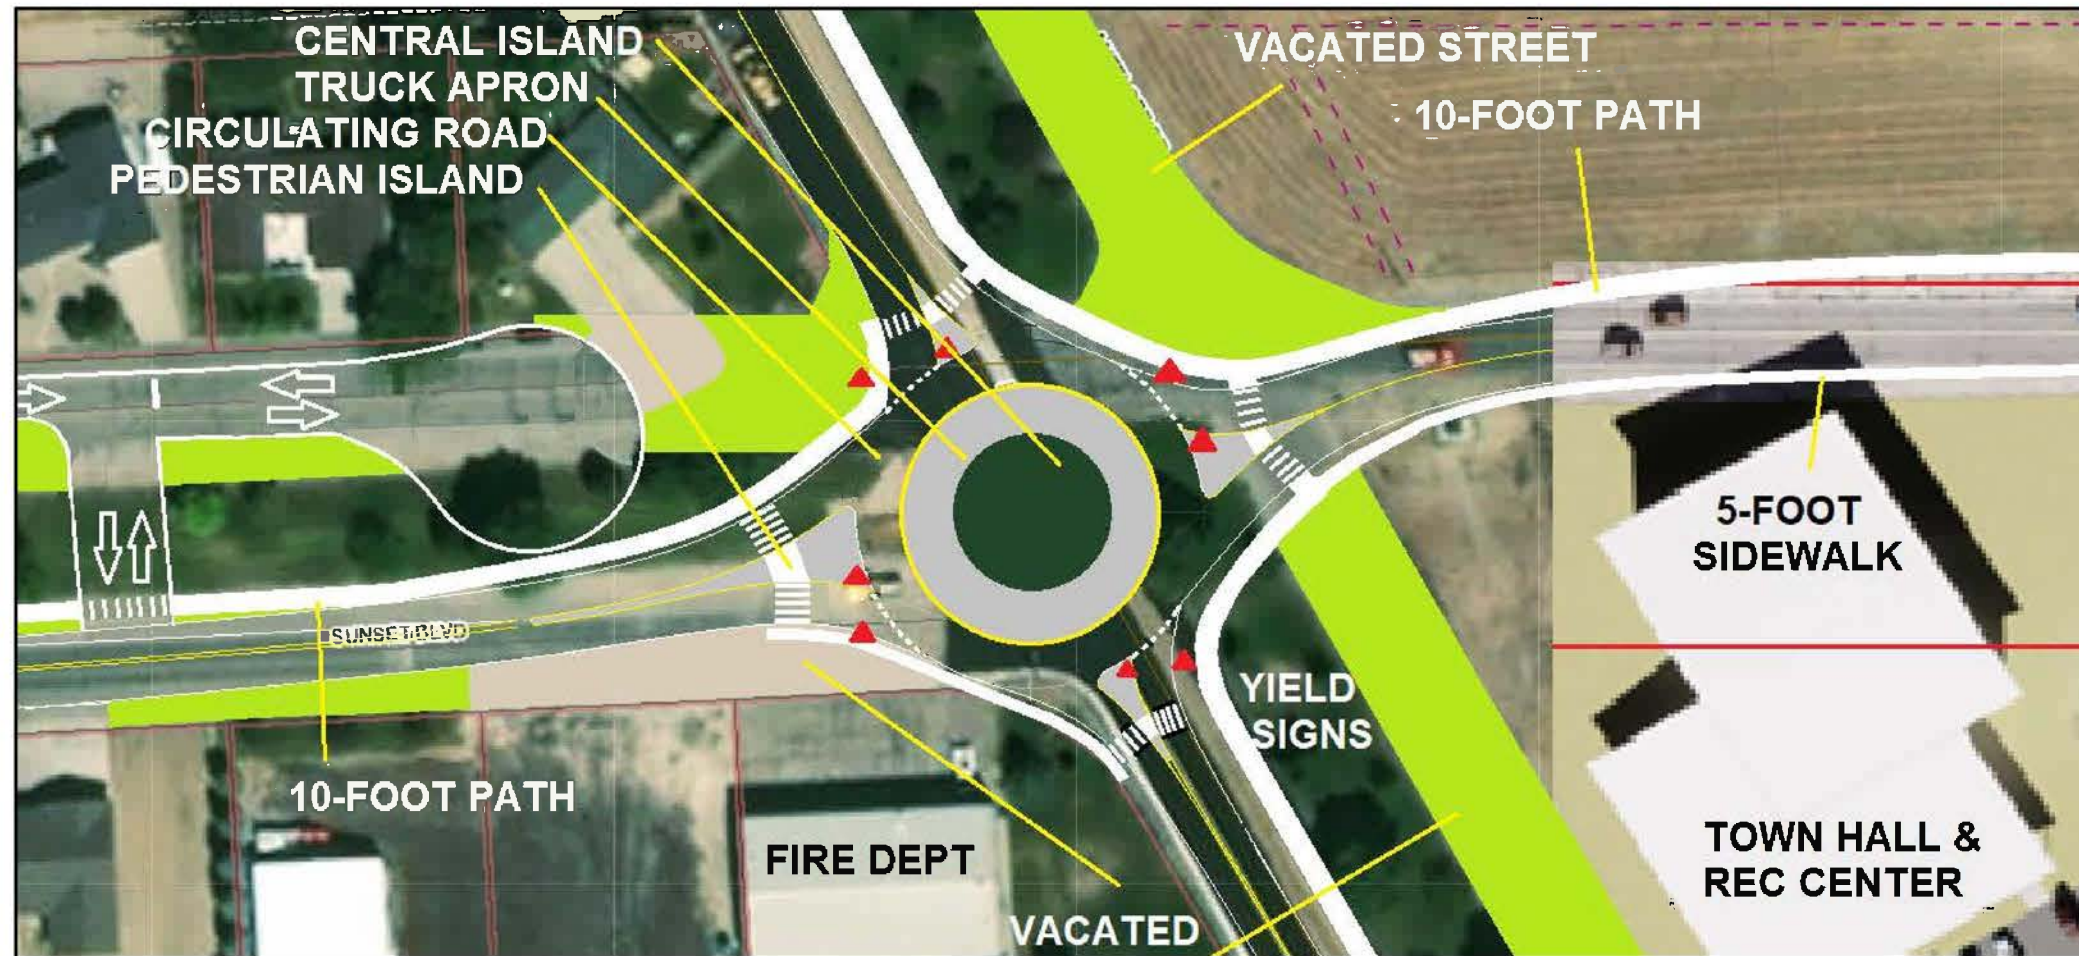 CENTRAL ISLAND
TRUCK APRON
CIRCULATING ROAD
PEDESTRIAN ISLAND
VACATED STREET
10-FOOT PATH
SUNSET BLVD
5-FOOT
SIDEWALK
YIELD
SIGNS
10-FOOT PATH
FIRE DEPT
VACATED
TOWN HALL &
REC CENTER